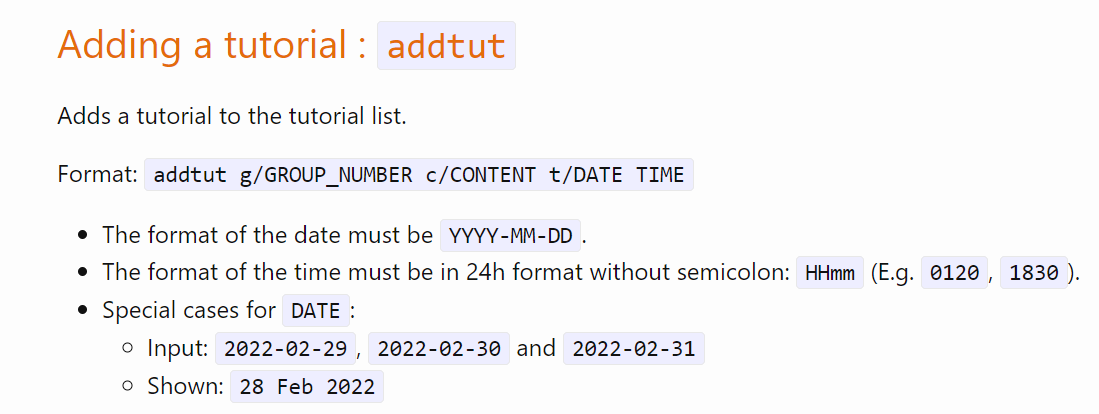 Adding a tutorial : addtut
Adds a tutorial to the tutorial list.
Format: addtut g/GROUP_NUMBER c/CONTENT t/DATE TIME
• The format of the date must be YYYY-MM-DD.
• The format of the time must be in 24h format without semicolon: HHmm (E.g. 0120, 1830).
• Special cases for DATE:
◦ Input: 2022-02-29, 2022-02-30 and 2022-02-31
◦ Shown: 28 Feb 2022